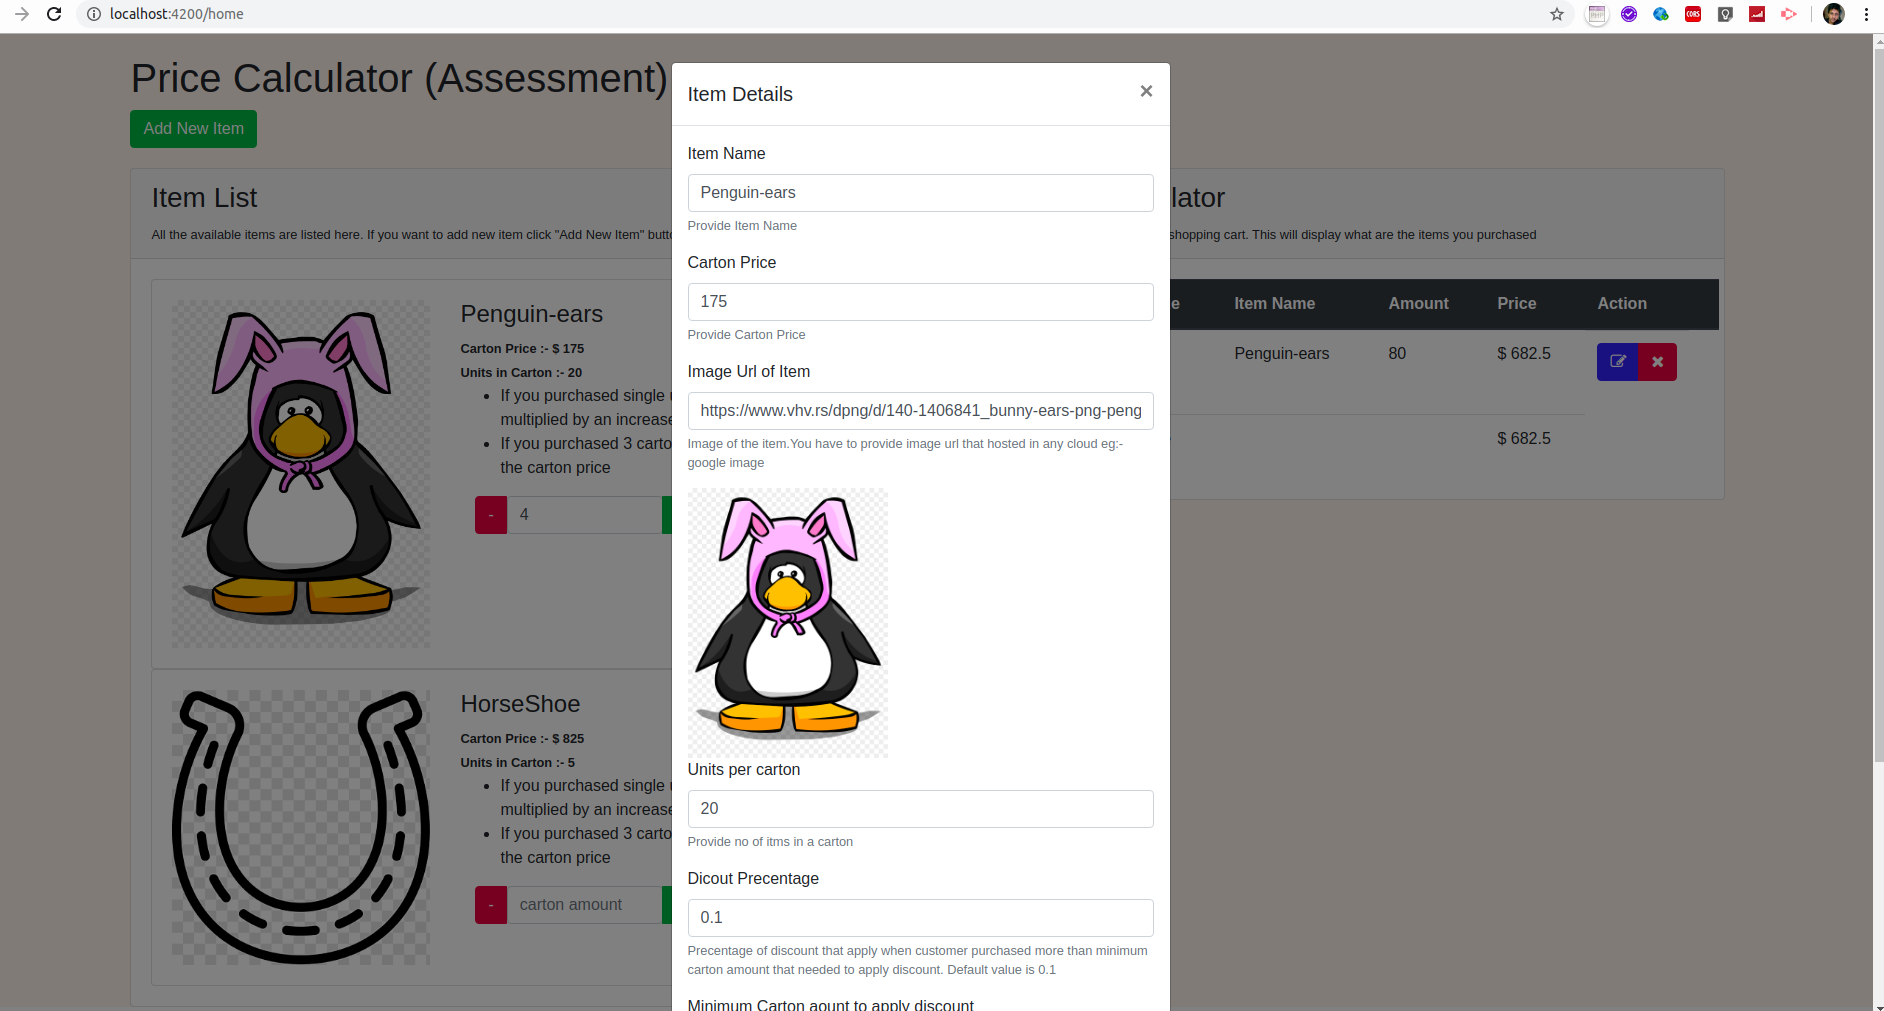 localhost:4200/home
Price Calculator (Assessment)
Add New Item
Item List
All the available items are listed here. If you want to add new item click "Add New Item"
Penguin-ears
Carton Price :- $ 175
Units in Carton :- 20
If you purchased single
multiplied by an increase
If you purchased 3
the carton price
- 4
HorseShoe
Carton Price :- $ 825
Units in Carton :- 5
If you purchased single
multiplied by an increase
If you purchased 3
the carton price
- carton amount
Item Details ×
Item Name
Penguin-ears
Provide Item Name
Carton Price
175
Provide Carton Price
Image Url of Item
https://www.vhv.rs/dpng/d/140-1406841_bunny-ears-png-peng
Image of the item.You have to provide image url that hosted in any cloud eg:-
google image
Units per carton
20
Provide no of itms in a carton
Dicout Precentage
0.1
Precentage of discount that apply when customer purchased more than minimum
carton amount that needed to apply discount. Default value is 0.1
Minimum Carton aount to apply discount
lator
shopping cart. This will display what are the items you purchased
e Item Name Amount Price Action
Penguin-ears 80 $ 682.5
$ 682.5
CORS